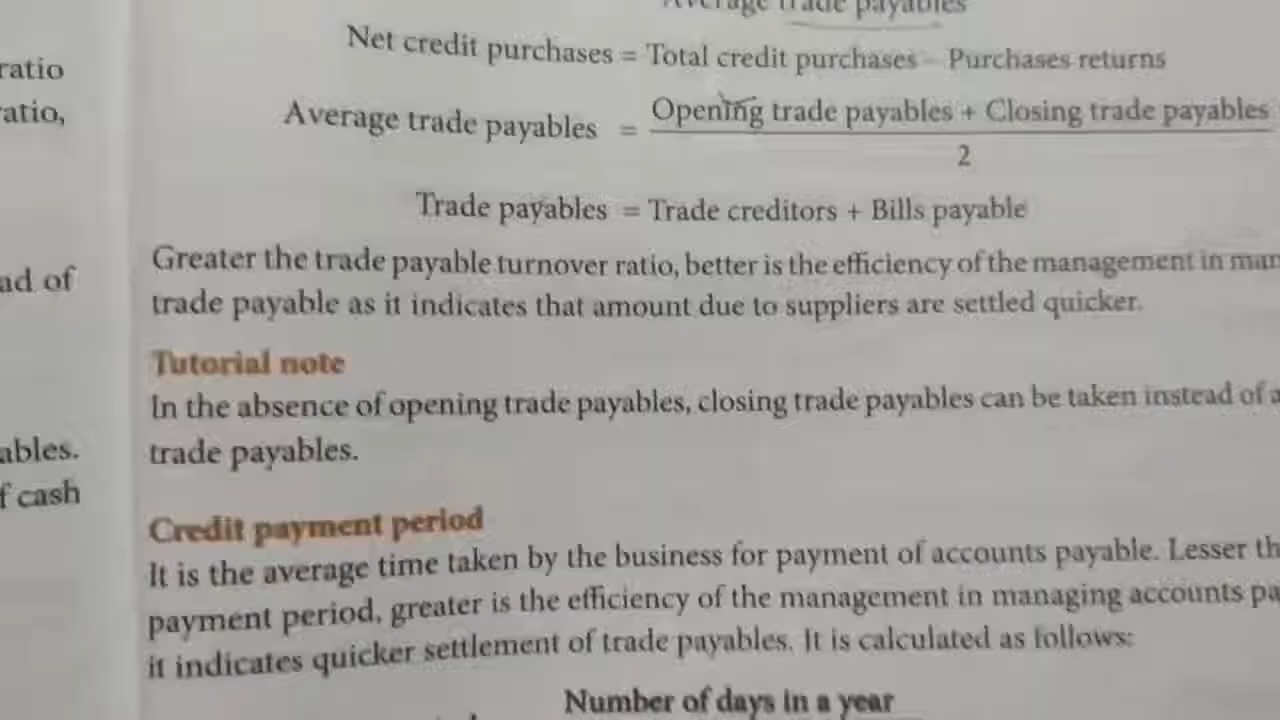 Average trade payables
Net credit purchases = Total credit purchases – Purchases returns
ratio
Average trade payables = Opening trade payables + Closing trade payables
2
Trade payables = Trade creditors + Bills payable
Greater the trade payable turnover ratio, better is the efficiency of the management in
trade payable as it indicates that amount due to suppliers are settled quicker.
of
Tutorial note
In the absence of opening trade payables, closing trade payables can be taken instead of
trade payables.
Credit payment period
cash
It is the average time taken by the business for payment of accounts payable. Lesser
payment period, greater is the efficiency of the management in managing accounts
it indicates quicker settlement of trade payables. It is calculated as follows:
Number of days in a year